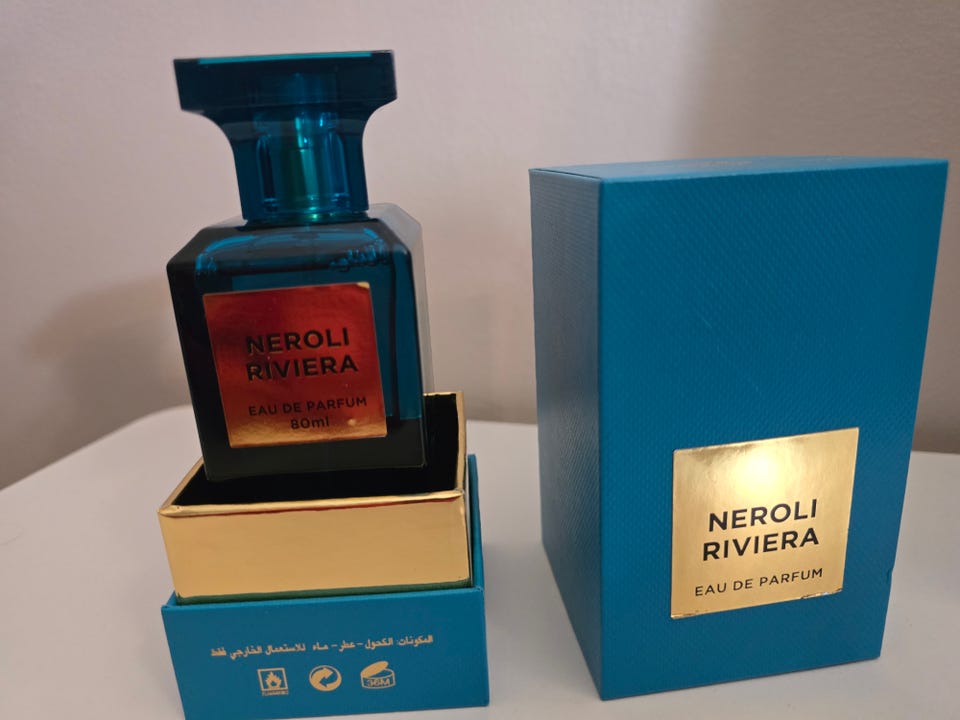 NEROLI
RIVIERA
EAU DE PARFUM
80ml
المكونات: الكحول - عطر - ماء للاستعمال الخارجي فقط
NEROLI
RIVIERA
EAU DE PARFUM